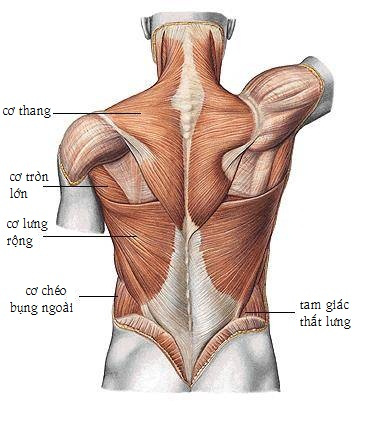 cơ thang
cơ tròn
lớn
cơ lưng
rộng
cơ chéo
bụng ngoài
tam giác
thắt lưng